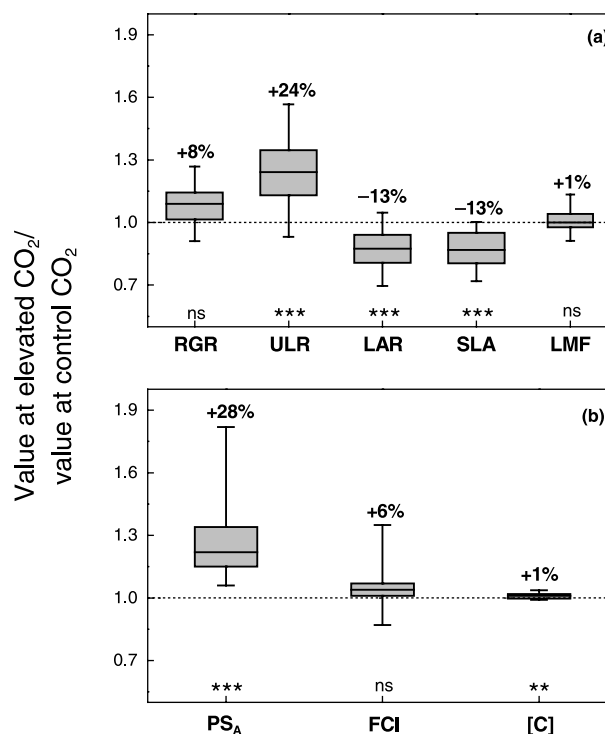 Value at elevated CO₂/
value at control CO₂
(a)
1.9
1.6
1.3
1.0
0.7
+8%
+24%
−13%
−13%
+1%
ns
***
***
***
ns
RGR
ULR
LAR
SLA
LMF
(b)
1.9
1.6
1.3
1.0
0.7
+28%
+6%
+1%
***
ns
**
PS_A
FCI
[C]